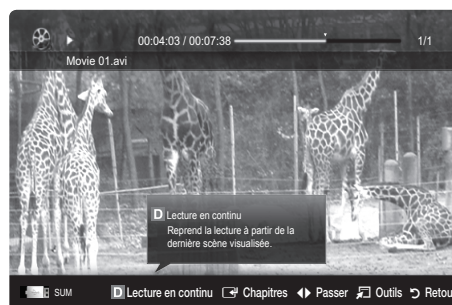 00:04:03 / 00:07:38 1/1
Movie 01.avi
D Lecture en continu
Reprend la lecture à partir de la
dernière scène visualisée.
SUM D Lecture en continu Chapitres Passer Outils Retou